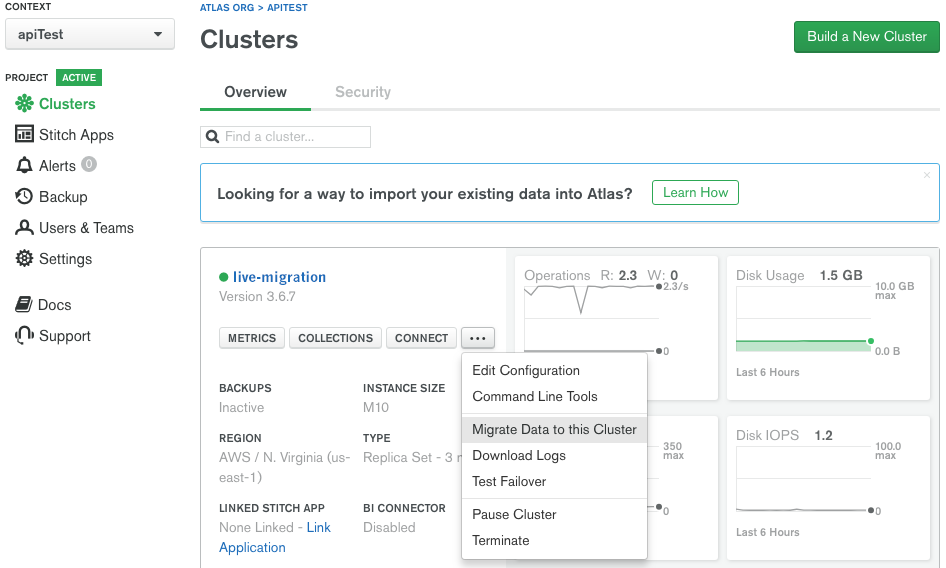 CONTEXT
apiTest
PROJECT ACTIVE
Clusters
Stitch Apps
Alerts 0
Backup
Users & Teams
Settings
Docs
Support
ATLAS ORG > APITEST
Clusters
Build a New Cluster
Overview Security
Find a cluster...
Looking for a way to import your existing data into Atlas? Learn How
×
live-migration
Version 3.6.7
METRICS COLLECTIONS CONNECT ...
BACKUPS
Inactive
INSTANCE SIZE
M10
REGION
AWS / N. Virginia (us-
east-1)
TYPE
Replica Set - 3
LINKED STITCH APP
None Linked - Link
Application
BI CONNECTOR
Disabled
Edit Configuration
Command Line Tools
Migrate Data to this Cluster
Download Logs
Test Failover
Pause Cluster
Terminate
Operations R: 2.3 W: 0
2.3/s
0
Disk Usage 1.5 GB
10.0 GB
max
0.0 B
Last 6 Hours
350
max
0
Disk IOPS 1.2
100.0
max
0
Last 6 Hours